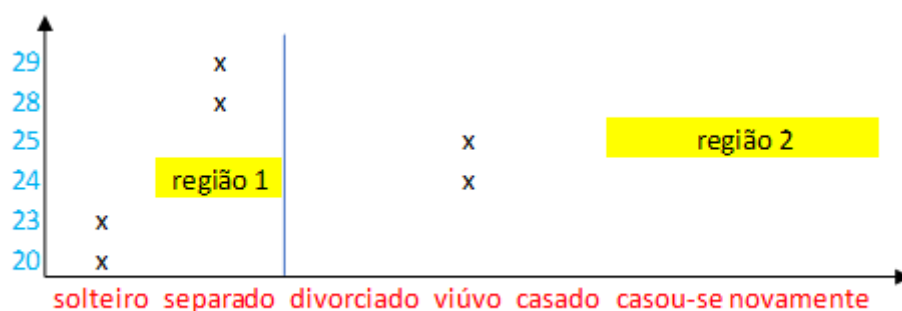 29 x
28 x
25 x região 2
24 região 1 x
23 x
20 x
solteiro separado divorciado viúvo casado casou-se novamente